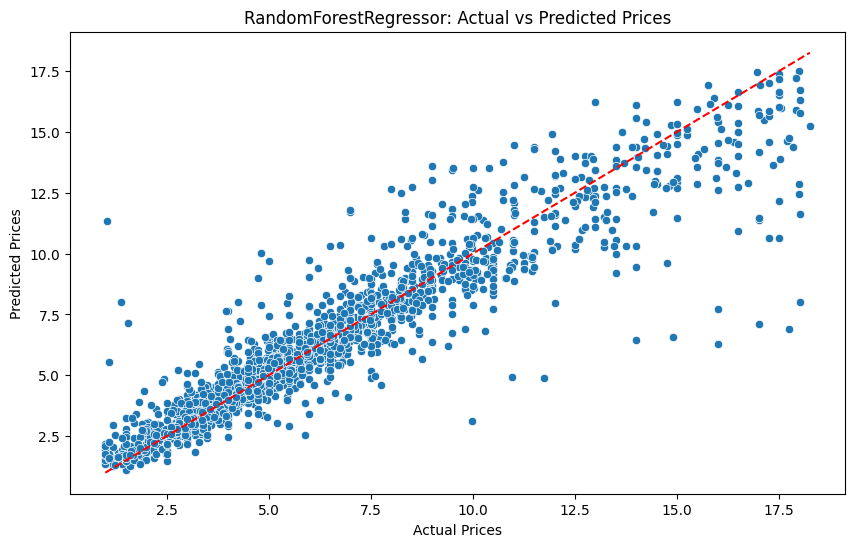 RandomForestRegressor: Actual vs Predicted Prices
17.5
15.0
12.5
10.0
7.5
5.0
2.5
Predicted Prices
2.5 5.0 7.5 10.0 12.5 15.0 17.5
Actual Prices